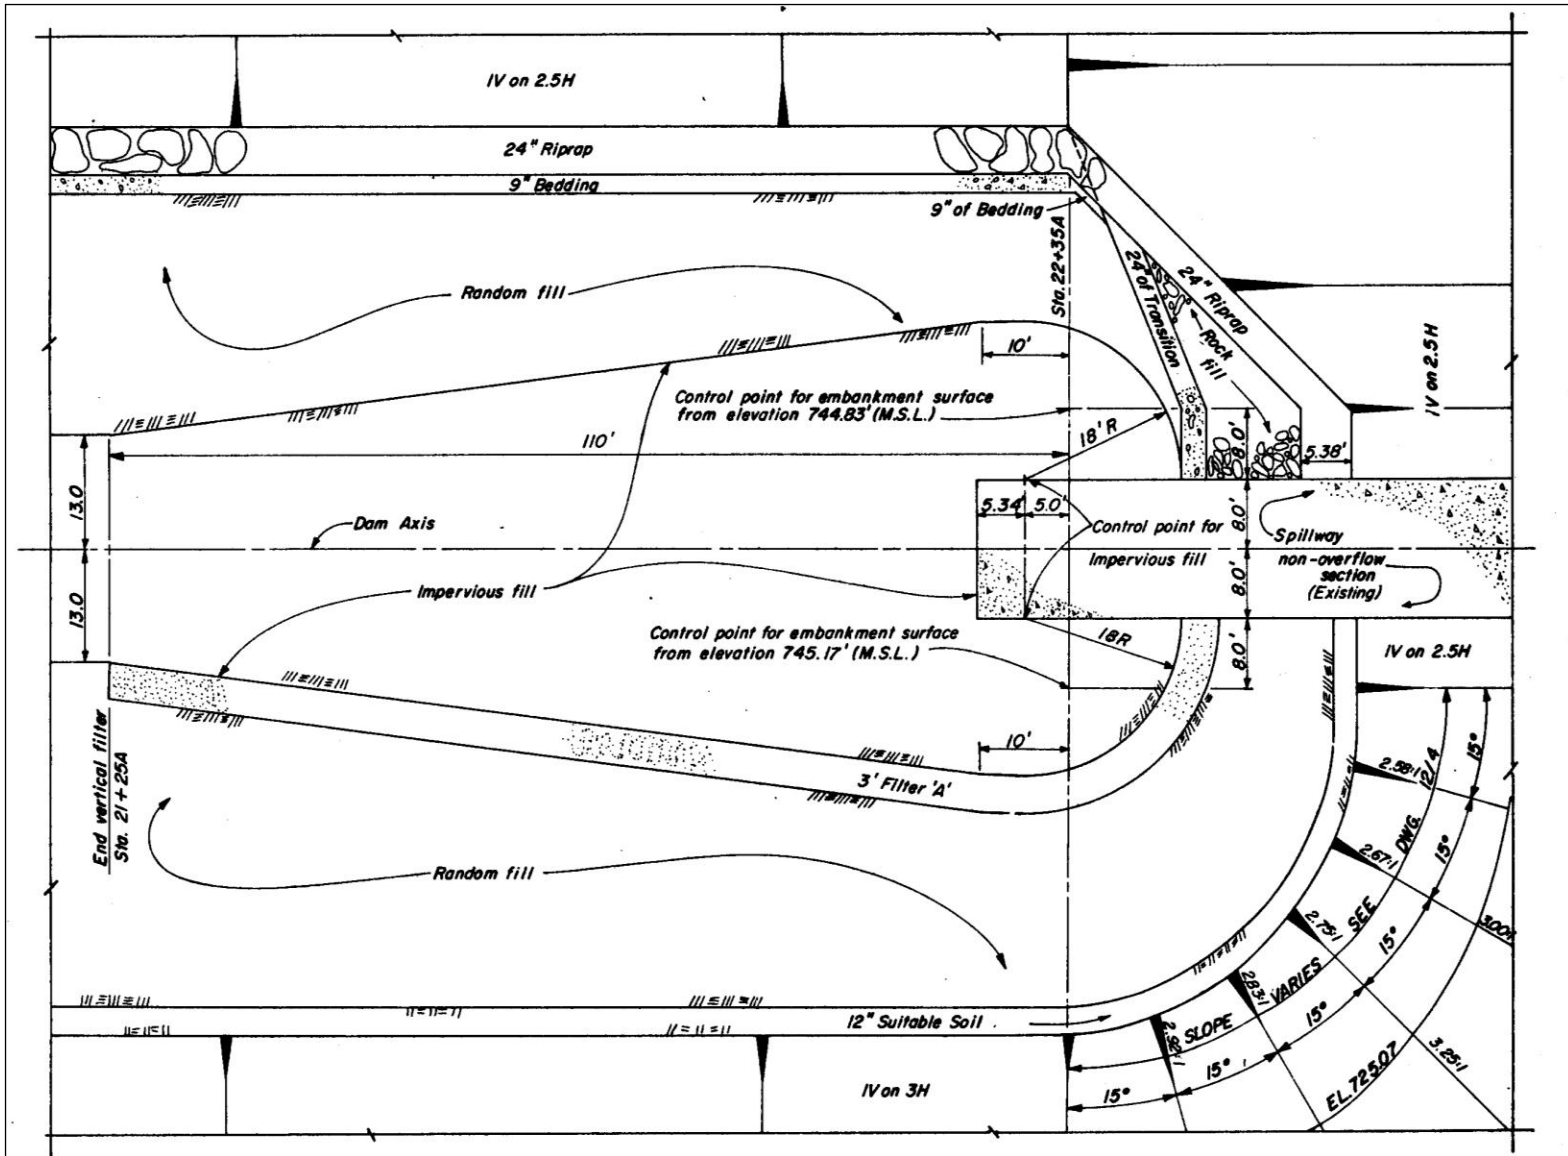 IV on 2.5H
24" Riprap
9" Bedding
9" of Bedding
Sta. 22+35A
24" of Transition
24" Riprap
Rock
fill
IV on 2.5H
Random fill
10'
Control point for embankment surface
from elevation 744.83' (M.S.L.)
110'
18'R
8.0'
5.38'
13.0
13.0
Dam Axis
5.34'
5.0'
8.0'
8.0'
8.0'
Control point for
Impervious fill
Spillway
non-overflow
section
(Existing)
Impervious fill
Control point for embankment surface
from elevation 745.17' (M.S.L.)
18R
IV on 2.5H
10'
3' Filter 'A'
End vertical filter
Sta. 21+25A
Random fill
12" Suitable Soil
IV on 3H
SLOPE VARIES SEE DWG. 12/4
2.58:1
2.67:1
2.75:1
2.83:1
2.92:1
15°
15°
15°
15°
15°
15°
3.00:1
3.25:1
EL. 725.07